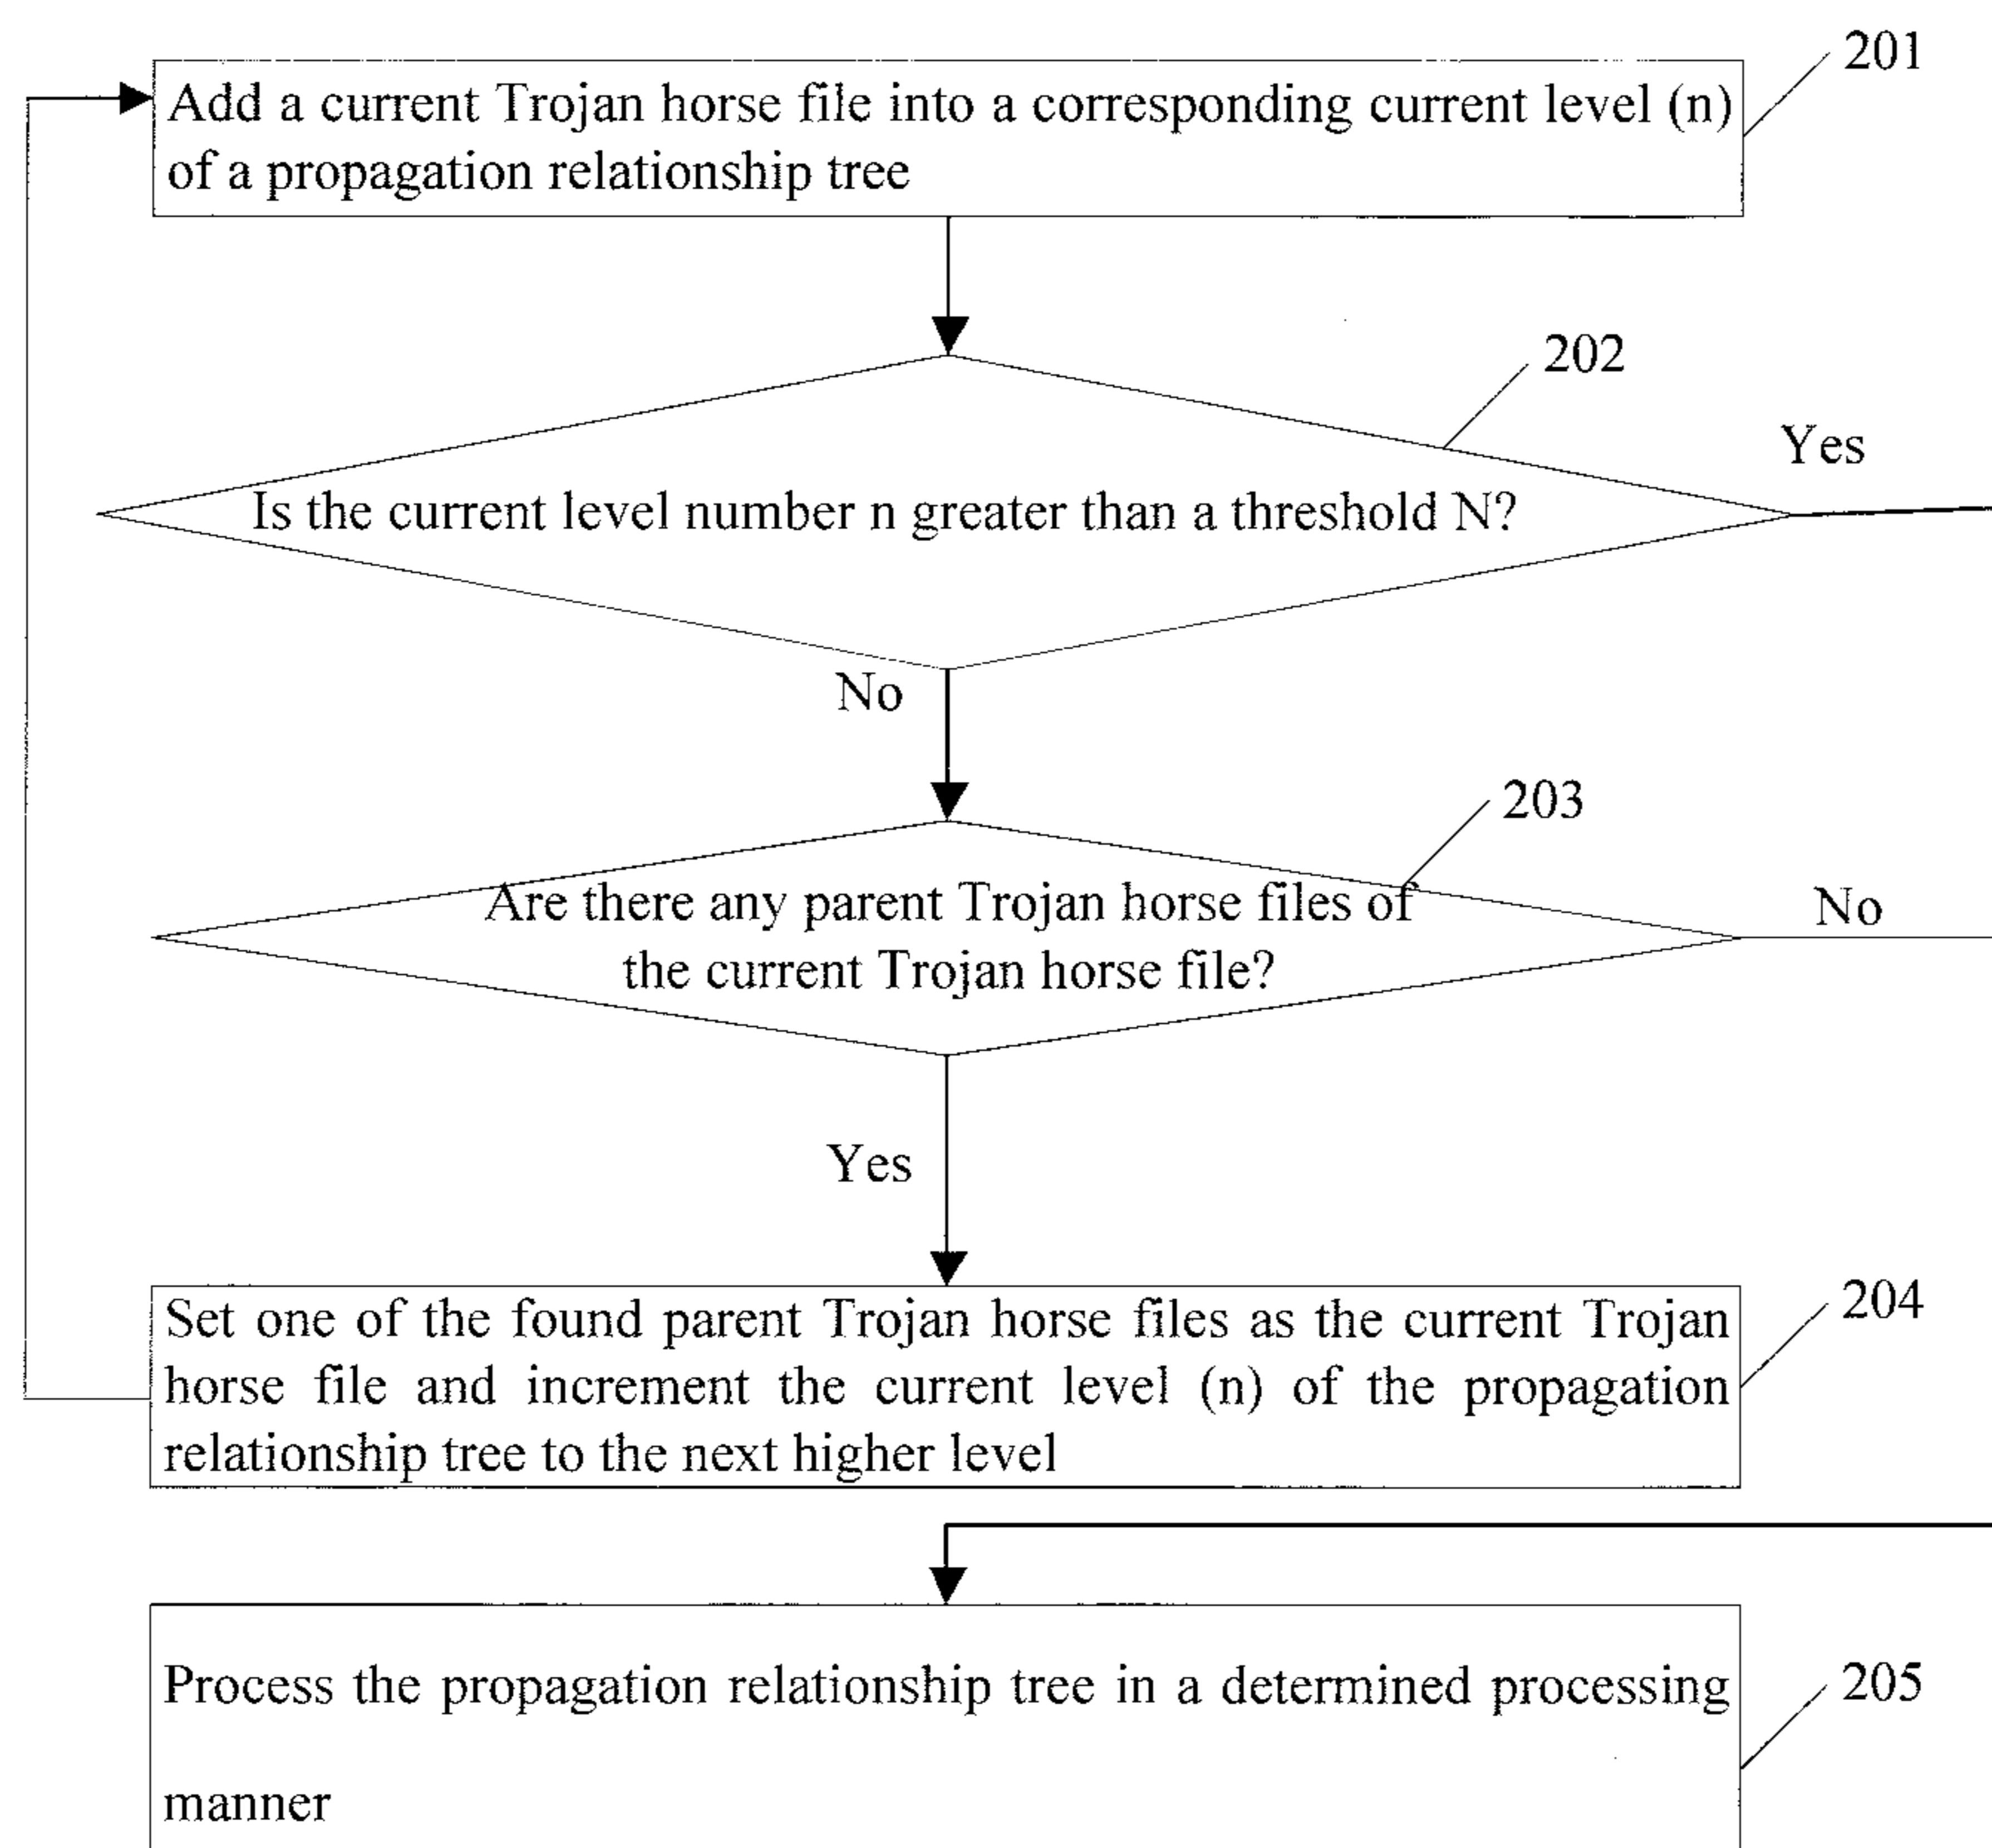 201
Add a current Trojan horse file into a corresponding current level (n)
of a propagation relationship tree
202
Yes
Is the current level number n greater than a threshold N?
No
203
Are there any parent Trojan horse files of
the current Trojan horse file?
No
Yes
204
Set one of the found parent Trojan horse files as the current Trojan
horse file and increment the current level (n) of the propagation
relationship tree to the next higher level
205
Process the propagation relationship tree in a determined processing
manner